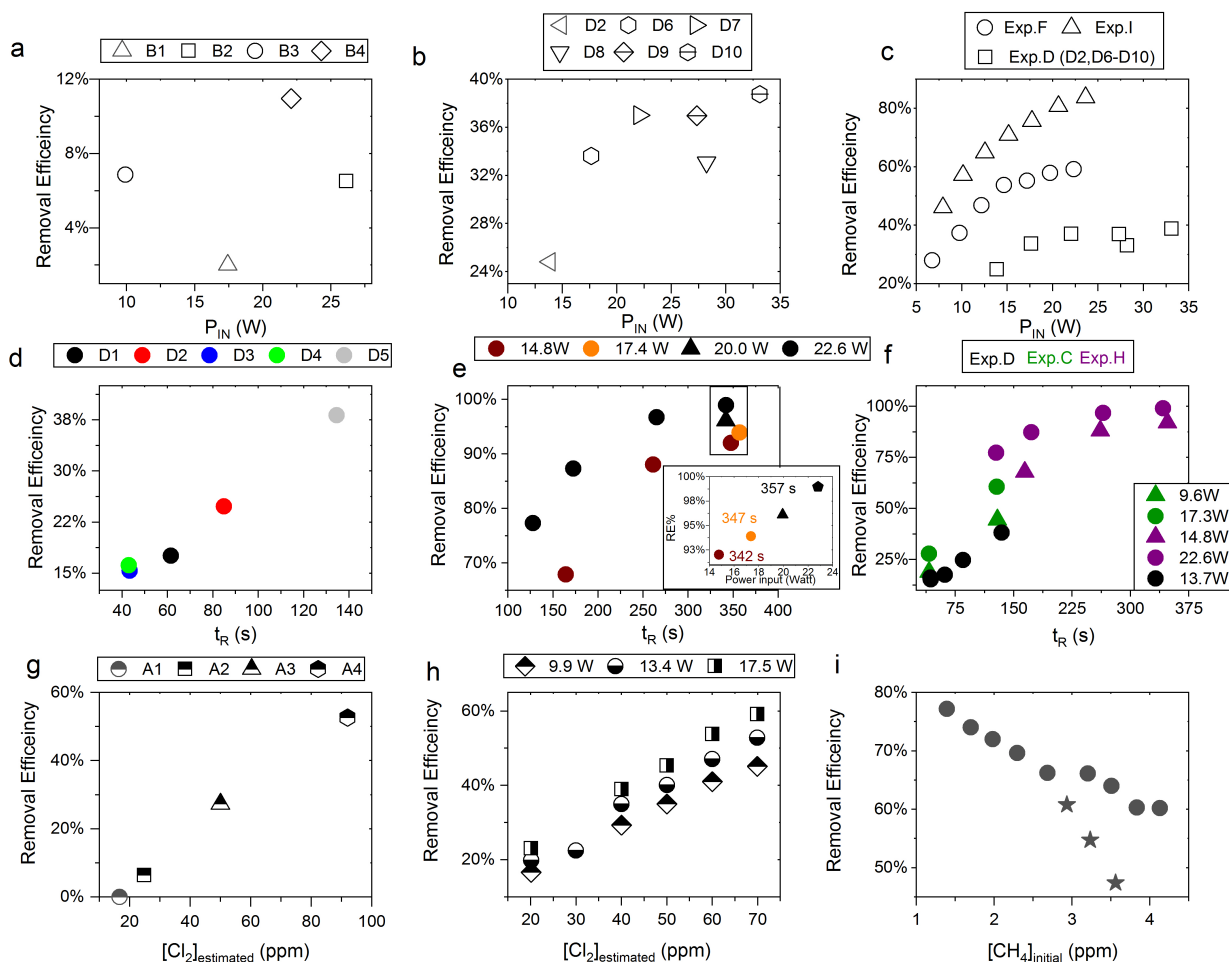 a
B1 B2 B3 B4
12%
8%
4%
Removal Efficeincy
10 15 20 25
P_IN (W)
b
D2 D6 D7
D8 D9 D10
40%
36%
32%
28%
24%
Removal Efficeincy
10 15 20 25 30 35
P_IN (W)
c
Exp.F Exp.I
Exp.D (D2,D6-D10)
80%
60%
40%
20%
Removal Efficeincy
5 10 15 20 25 30 35
P_IN (W)
d
D1 D2 D3 D4 D5
38%
30%
22%
15%
Removal Efficeincy
40 60 80 100 120 140
t_R (s)
e
14.8W 17.4 W 20.0 W 22.6 W
100%
90%
80%
70%
Removal Efficeincy
100 150 200 250 300 350 400
t_R (s)
100%
98%
95%
93%
RE%
357 s
347 s
342 s
14 16 18 20 22 24
Power input (Watt)
f
Exp.D Exp.C Exp.H
100%
75%
50%
25%
Removal Efficeincy
9.6W
17.3W
14.8W
22.6W
13.7W
75 150 225 300 375
t_R (s)
g
A1 A2 A3 A4
60%
40%
20%
0%
Removal Efficeincy
20 40 60 80 100
[Cl2]estimated (ppm)
h
9.9 W 13.4 W 17.5 W
60%
40%
20%
Removal Efficeincy
20 30 40 50 60 70
[Cl2]estimated (ppm)
i
80%
70%
60%
50%
Removal Efficeincy
1 2 3 4
[CH4]initial (ppm)